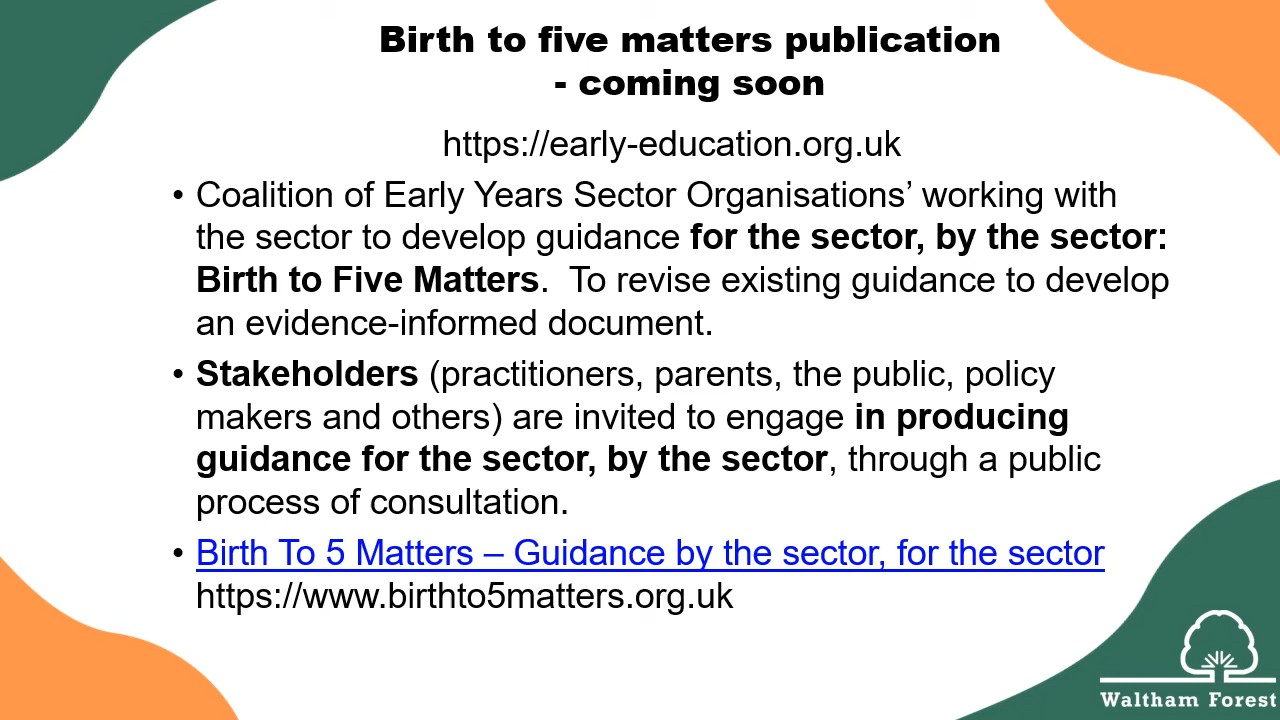 Birth to five matters publication
- coming soon
https://early-education.org.uk
• Coalition of Early Years Sector Organisations’ working with
the sector to develop guidance for the sector, by the sector:
Birth to Five Matters.  To revise existing guidance to develop
an evidence-informed document.
• Stakeholders (practitioners, parents, the public, policy
makers and others) are invited to engage in producing
guidance for the sector, by the sector, through a public
process of consultation.
• Birth To 5 Matters – Guidance by the sector, for the sector
https://www.birthto5matters.org.uk
Waltham Forest